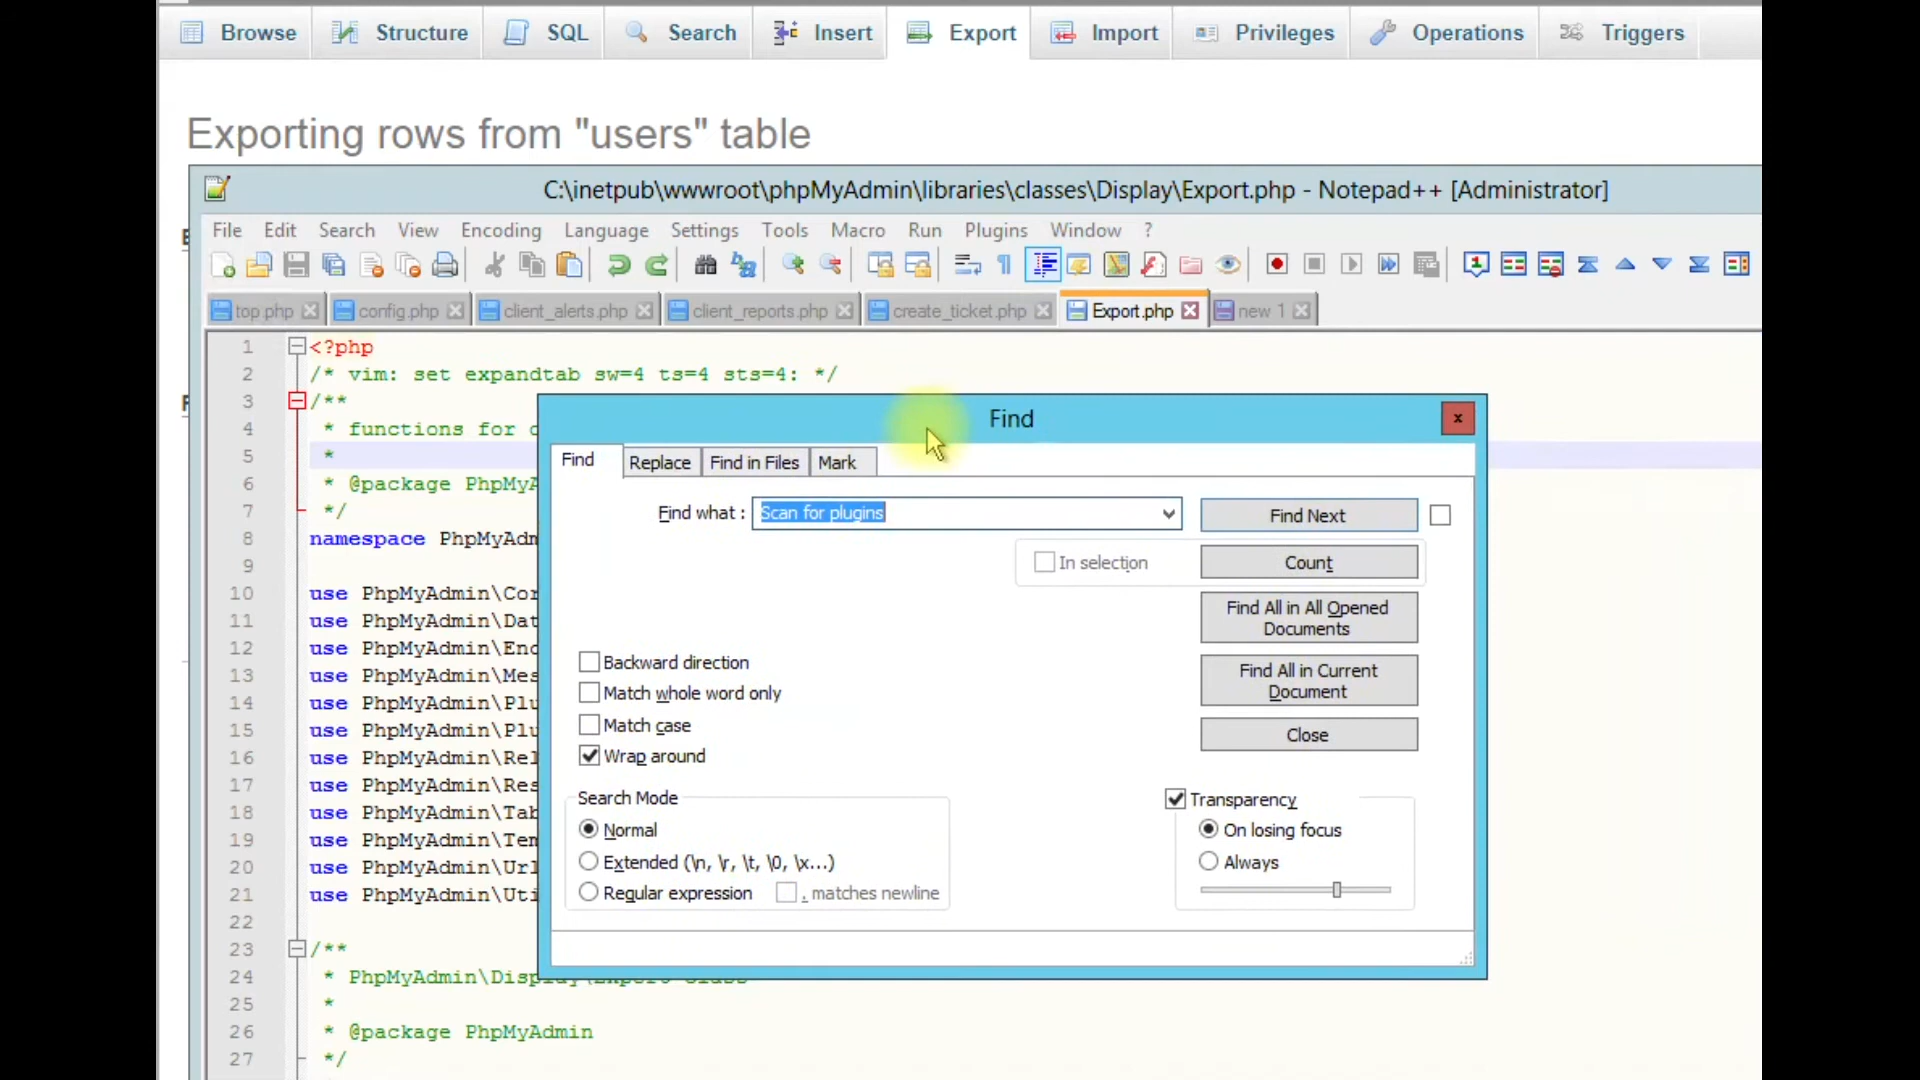 Browse Structure SQL Search Insert Export Import Privileges Operations Triggers
Exporting rows from "users" table
C:\inetpub\wwwroot\phpMyAdmin\libraries\classes\Display\Export.php - Notepad++ [Administrator]
File Edit Search View Encoding Language Settings Tools Macro Run Plugins Window ?
top.php config.php client_alerts.php client_reports.php create_ticket.php Export.php new 1
1 <?php
2 /* vim: set expandtab sw=4 ts=4 sts=4: */
3 /**
4 * functions for
5 *
6 * @package PhpMyA
7 */
8 namespace PhpMyAdm
9
10 use PhpMyAdmin\Cor
11 use PhpMyAdmin\Dat
12 use PhpMyAdmin\Enc
13 use PhpMyAdmin\Mes
14 use PhpMyAdmin\Plu
15 use PhpMyAdmin\Plu
16 use PhpMyAdmin\Rel
17 use PhpMyAdmin\Res
18 use PhpMyAdmin\Tab
19 use PhpMyAdmin\Tem
20 use PhpMyAdmin\Url
21 use PhpMyAdmin\Uti
22
23 /**
24 * PhpMyAdmin\Display\Export class
25 *
26 * @package PhpMyAdmin
27 */
Find
x
Find Replace Find in Files Mark
Find what : Scan for plugins
Find Next
In selection
Count
Find All in All Opened
Documents
Find All in Current
Document
Close
Backward direction
Match whole word only
Match case
Wrap around
Search Mode
Normal
Extended (\n, \r, \t, \0, \x...)
Regular expression . matches newline
Transparency
On losing focus
Always